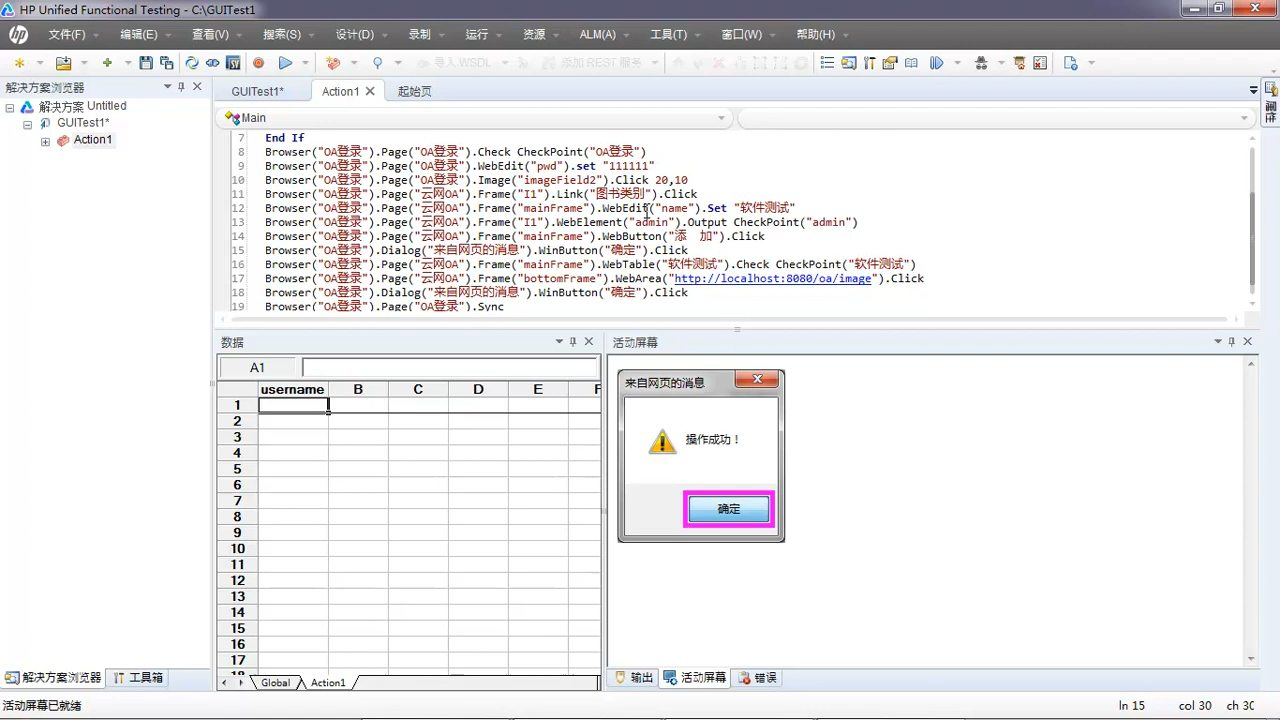 HP Unified Functional Testing - C:\GUITest1
文件(F) 编辑(E) 查看(V) 搜索(S) 设计(D) 录制 运行 资源 ALM(A) 工具(T) 窗口(W) 帮助(H)
导入 WSDL 添加 REST 服务
解决方案浏览器
解决方案 Untitled
GUITest1*
Action1
GUITest1* Action1 起始页
Main
7 End If
8 Browser("OA登录").Page("OA登录").Check CheckPoint("OA登录")
9 Browser("OA登录").Page("OA登录").WebEdit("pwd").set "111111"
10 Browser("OA登录").Page("OA登录").Image("imageField2").Click 20,10
11 Browser("OA登录").Page("云网OA").Frame("I1").Link("图书类别").Click
12 Browser("OA登录").Page("云网OA").Frame("mainFrame").WebEdit("name").Set "软件测试"
13 Browser("OA登录").Page("云网OA").Frame("I1").WebElement("admin").Output CheckPoint("admin")
14 Browser("OA登录").Page("云网OA").Frame("mainFrame").WebButton("添 加").Click
15 Browser("OA登录").Dialog("来自网页的消息").WinButton("确定").Click
16 Browser("OA登录").Page("云网OA").Frame("mainFrame").WebTable("软件测试").Check CheckPoint("软件测试")
17 Browser("OA登录").Page("云网OA").Frame("bottomFrame").WebArea("http://localhost:8080/oa/image").Click
18 Browser("OA登录").Dialog("来自网页的消息").WinButton("确定").Click
19 Browser("OA登录").Page("OA登录").Sync
数据
A1
username B C D E F
1
2
3
4
5
6
7
8
9
10
11
12
13
14
15
16
17
18
Global Action1
活动屏幕
来自网页的消息
操作成功！
确定
解决方案浏览器 工具箱
输出 活动屏幕 错误
活动屏幕已就绪
ln 15 col 30 ch 30